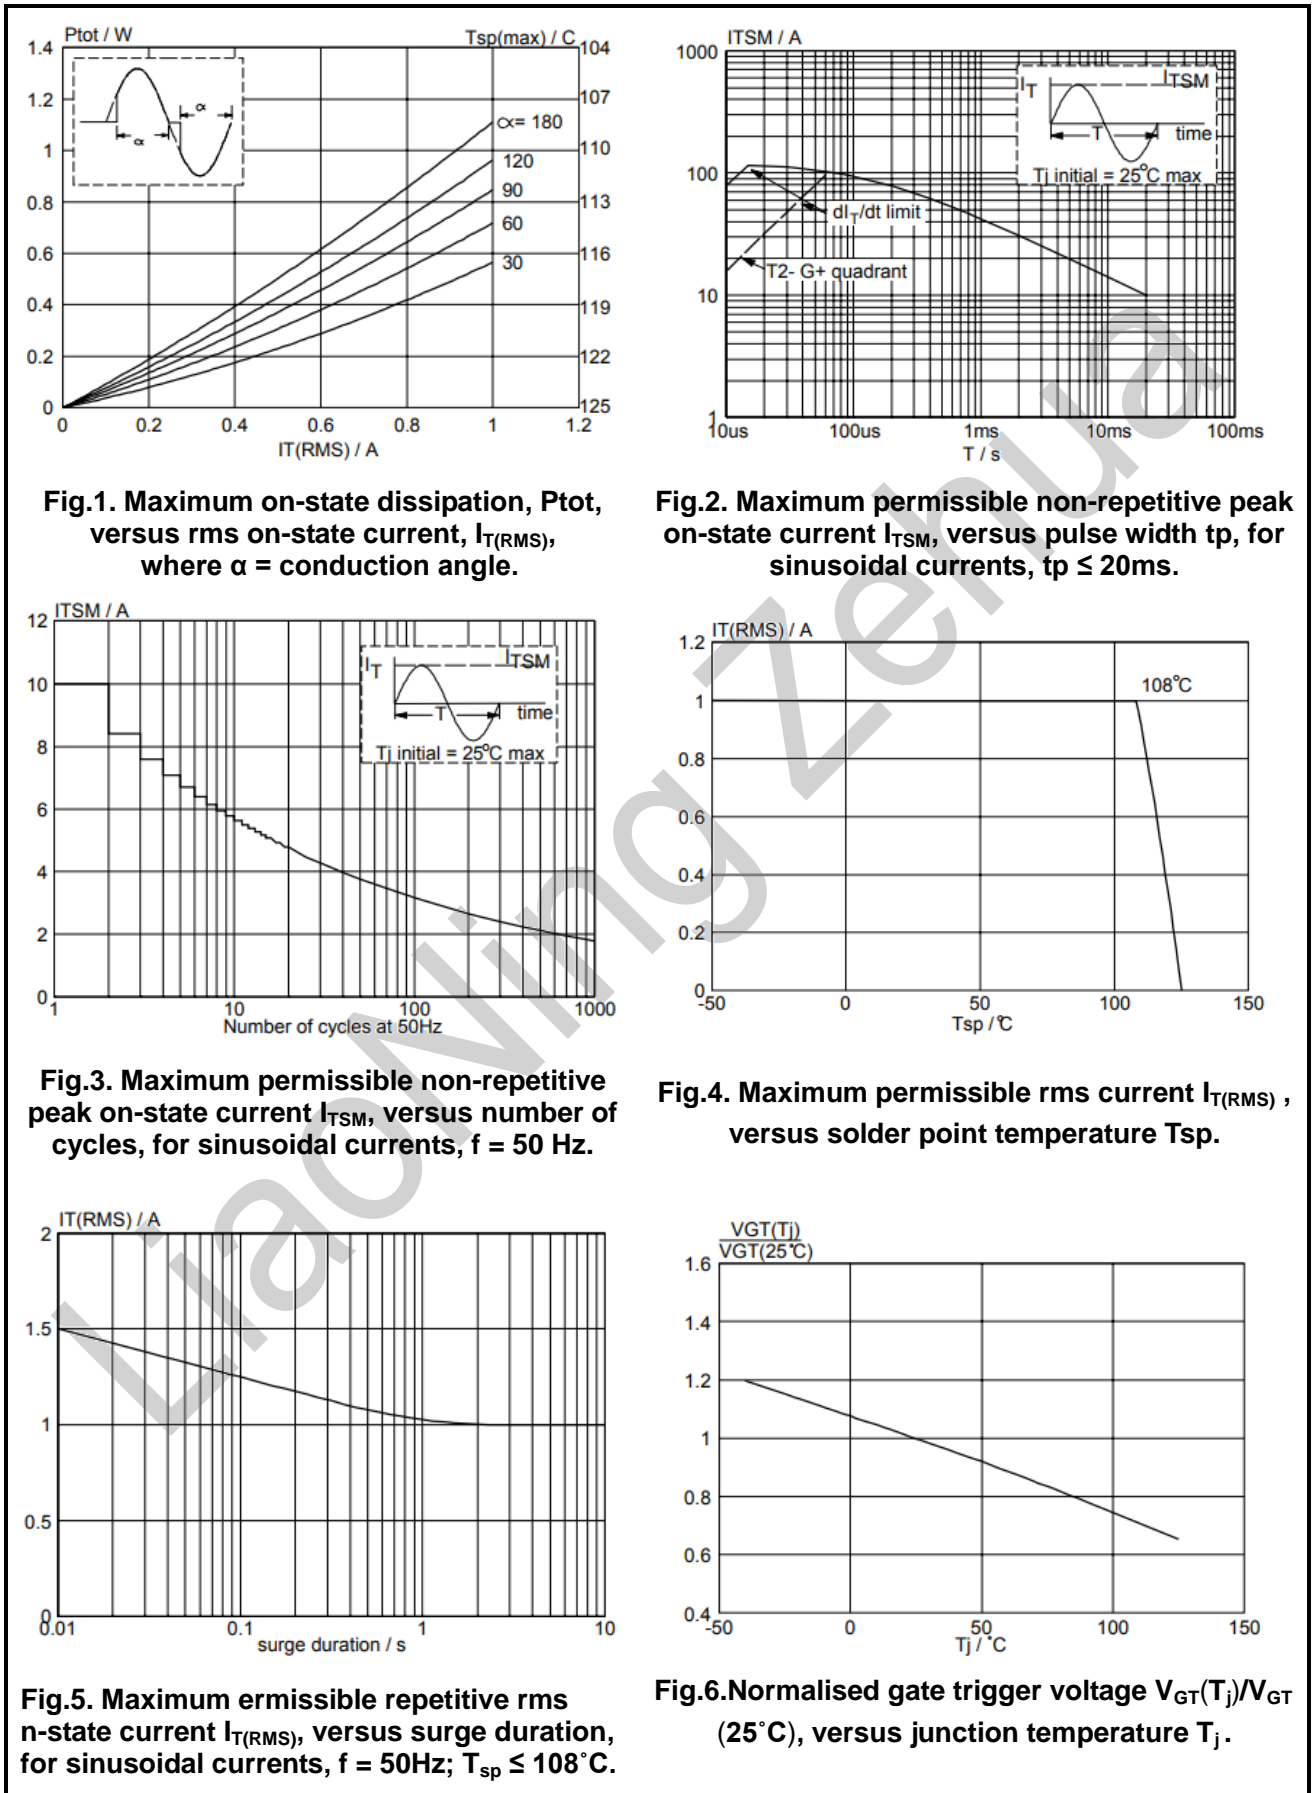 Ptot / W
Tsp(max) / C
1.4
104
1.2
107
1
110
0.8
113
0.6
116
0.4
119
0.2
122
0
125
α
α
α= 180
120
90
60
30
0 0.2 0.4 0.6 0.8 1 1.2
IT(RMS) / A
Fig.1. Maximum on-state dissipation, Ptot,
versus rms on-state current, IT(RMS),
where α = conduction angle.
ITSM / A
1000
100
10
1
IT
ITSM
T
time
Tj initial = 25°C max
dIT/dt limit
T2- G+ quadrant
10us 100us 1ms 10ms 100ms
T / s
Fig.2. Maximum permissible non-repetitive peak
on-state current ITSM, versus pulse width tp, for
sinusoidal currents, tp ≤ 20ms.
ITSM / A
12
10
8
6
4
2
0
IT
ITSM
T
time
Tj initial = 25°C max
1 10 100 1000
Number of cycles at 50Hz
Fig.3. Maximum permissible non-repetitive
peak on-state current ITSM, versus number of
cycles, for sinusoidal currents, f = 50 Hz.
IT(RMS) / A
1.2
1
0.8
0.6
0.4
0.2
0
108°C
-50 0 50 100 150
Tsp / °C
Fig.4. Maximum permissible rms current IT(RMS) ,
versus solder point temperature Tsp.
IT(RMS) / A
2
1.5
1
0.5
0
0.01 0.1 1 10
surge duration / s
Fig.5. Maximum ermissible repetitive rms
n-state current IT(RMS), versus surge duration,
for sinusoidal currents, f = 50Hz; Tsp ≤ 108°C.
VGT(Tj)
VGT(25°C)
1.6
1.4
1.2
1
0.8
0.6
0.4
-50 0 50 100 150
Tj / °C
Fig.6.Normalised gate trigger voltage VGT(Tj)/VGT
(25°C), versus junction temperature Tj .
LiaoNing Zehua